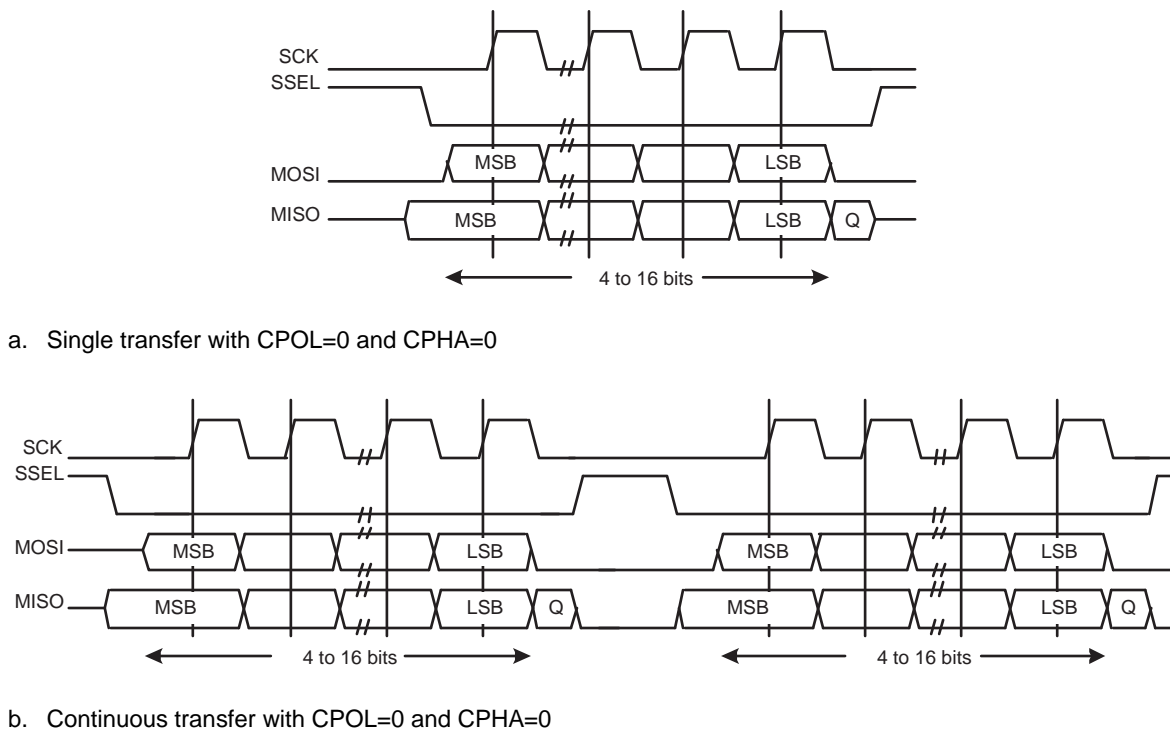 SCK
SSEL
MOSI MSB LSB
MISO MSB LSB Q
4 to 16 bits
a. Single transfer with CPOL=0 and CPHA=0
SCK
SSEL
MOSI MSB LSB MSB LSB
MISO MSB LSB Q MSB LSB Q
4 to 16 bits 4 to 16 bits
b. Continuous transfer with CPOL=0 and CPHA=0